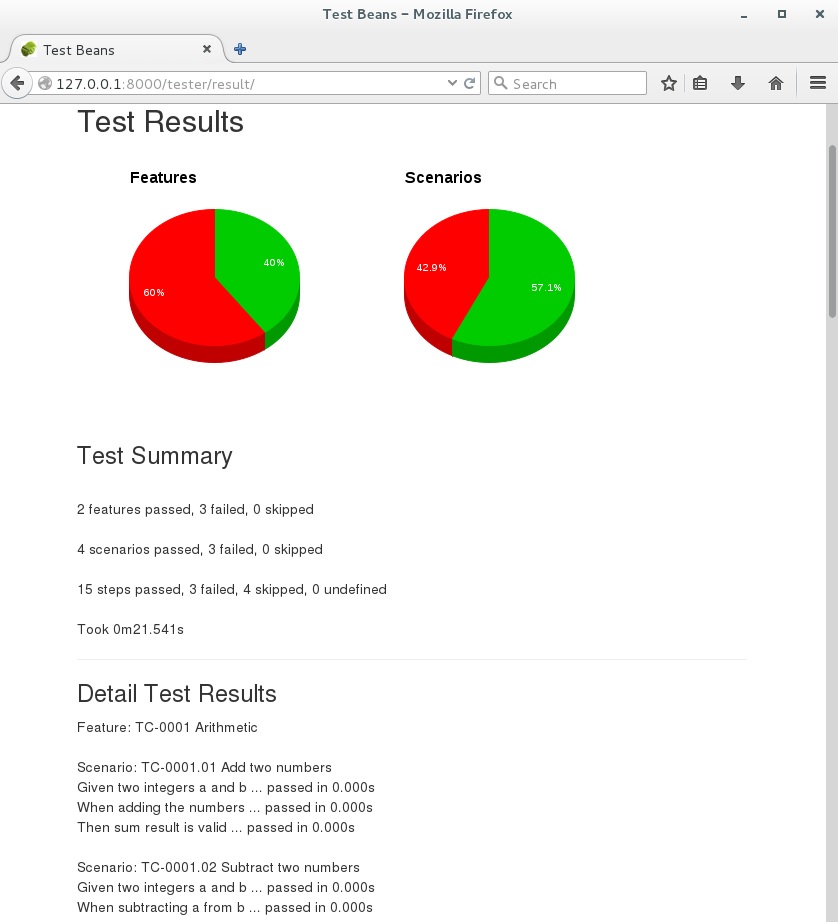 Test Beans - Mozilla Firefox
Test Beans
127.0.0.1:8000/tester/result/
Search
Test Results
Features
Scenarios
40%
60%
42.9%
57.1%
Test Summary
2 features passed, 3 failed, 0 skipped
4 scenarios passed, 3 failed, 0 skipped
15 steps passed, 3 failed, 4 skipped, 0 undefined
Took 0m21.541s
Detail Test Results
Feature: TC-0001 Arithmetic
Scenario: TC-0001.01 Add two numbers
Given two integers a and b ... passed in 0.000s
When adding the numbers ... passed in 0.000s
Then sum result is valid ... passed in 0.000s
Scenario: TC-0001.02 Subtract two numbers
Given two integers a and b ... passed in 0.000s
When subtracting a from b ... passed in 0.000s